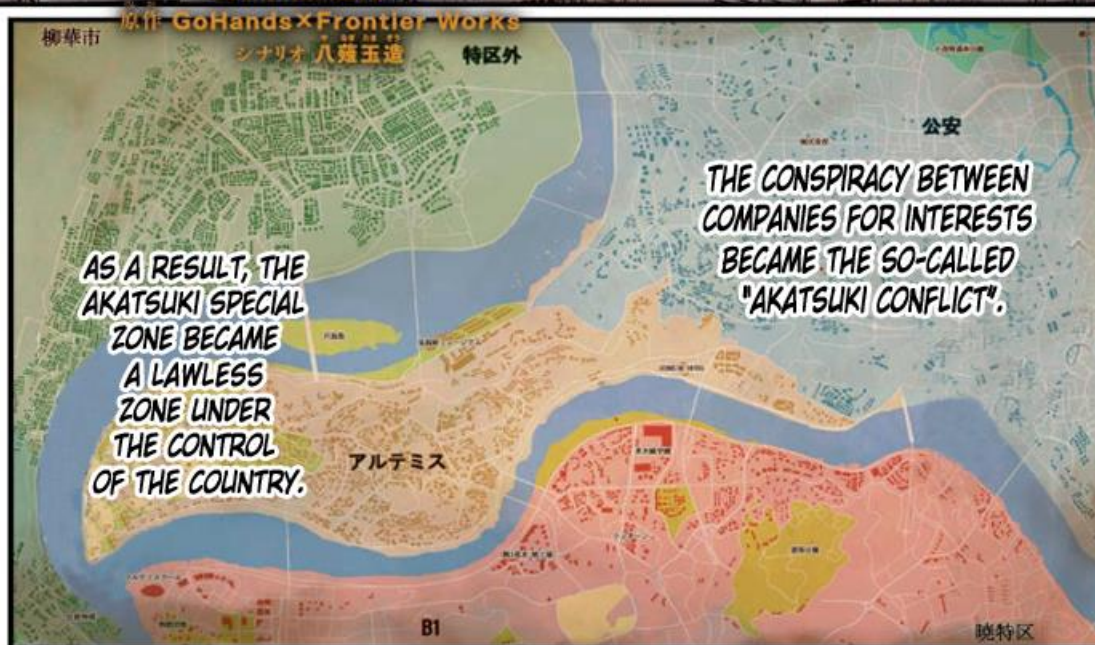 原作 GoHands×Frontier Works
シナリオ 八薙玉造
柳華市
特区外
公安
THE CONSPIRACY BETWEEN
COMPANIES FOR INTERESTS
BECAME THE SO-CALLED
"AKATSUKI CONFLICT".
AS A RESULT, THE
AKATSUKI SPECIAL
ZONE BECAME
A LAWLESS
ZONE UNDER
THE CONTROL
OF THE COUNTRY.
アルテミス
B1
暁特区